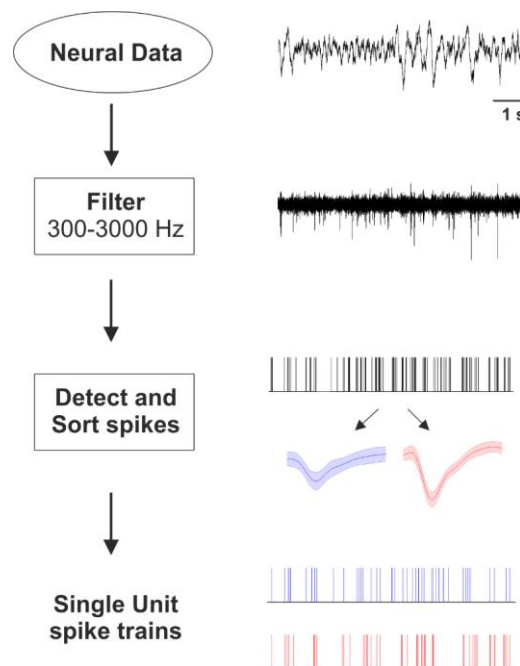 Neural Data
1 s
Filter
300-3000 Hz
Detect and
Sort spikes
Single Unit
spike trains